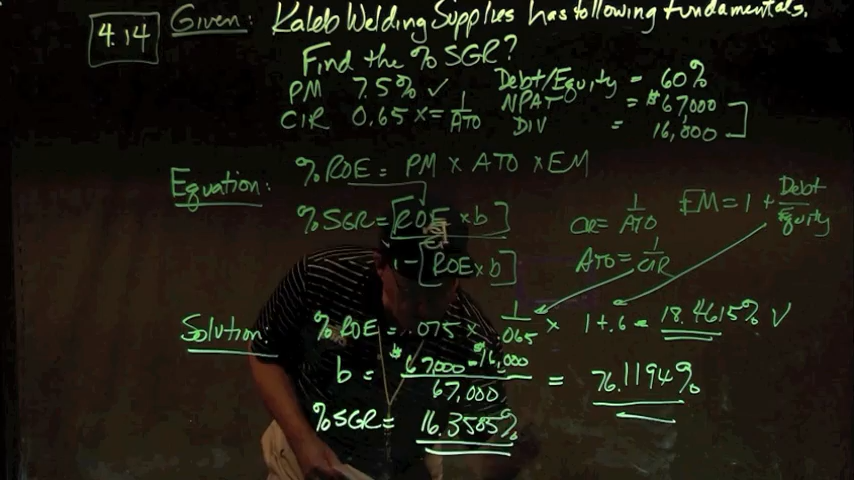 4.14 Given: Kaleb Welding Supplies has following fundamentals.
Find the % SGR?
PM 7.5% ✓ Debt/Equity = 60%
CIR 0.65 x = 1/ATO NPAT = $67,000
DIV = 16,000
Equation: % ROE = PM x ATO x EM
% SGR = [ROE x b] / 1 - [ROE x b]
CIR = 1/ATO
ATO = 1/CIR
EM = 1 + Debt/Equity
Solution: % ROE = .075 x 1/.065 x 1 + .6 = 18.4615% ✓
b = $67,000 - $16,000 / 67,000 = 76.1194%
% SGR = 16.3505%